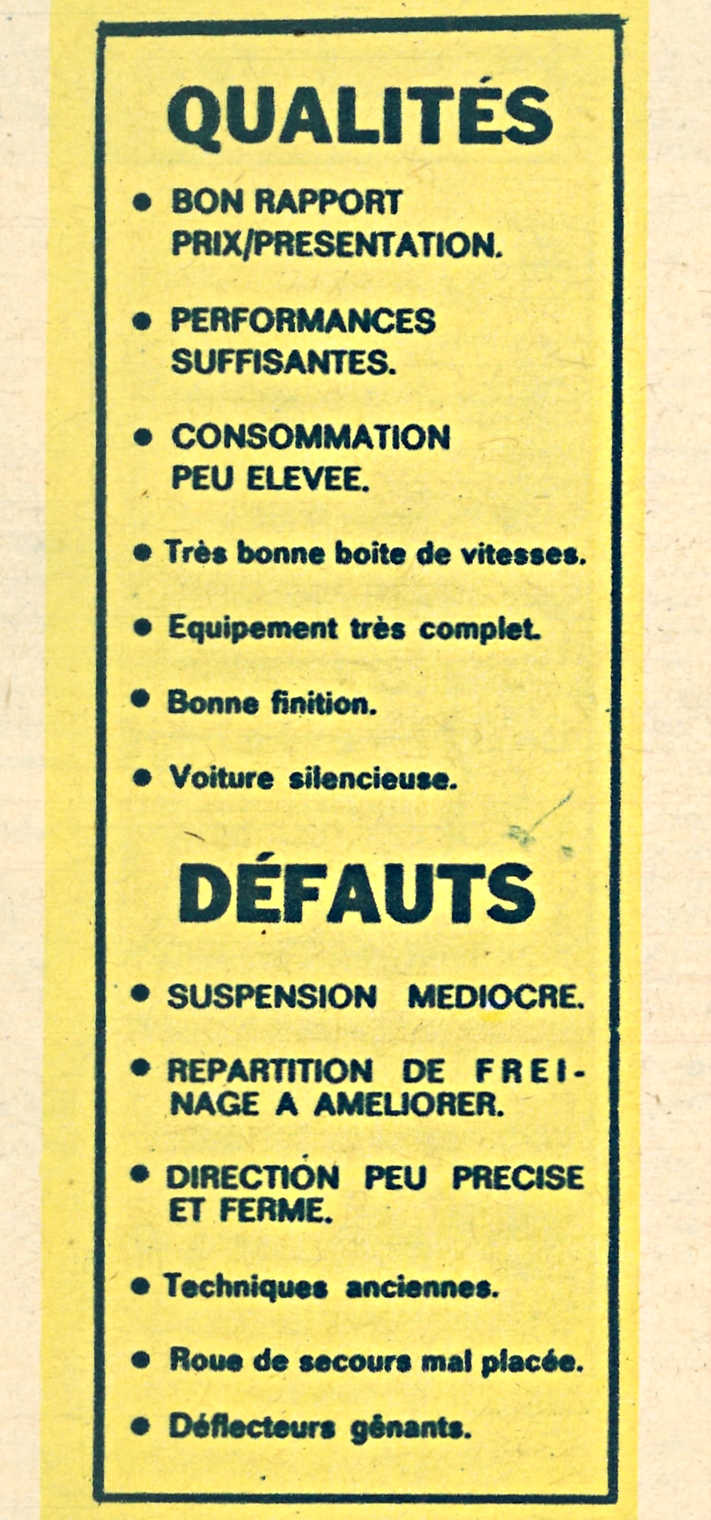 QUALITÉS
• BON RAPPORT
PRIX/PRESENTATION.
• PERFORMANCES
SUFFISANTES.
• CONSOMMATION
PEU ELEVEE.
• Très bonne boite de vitesses.
• Equipement très complet.
• Bonne finition.
• Voiture silencieuse.
DÉFAUTS
• SUSPENSION MEDIOCRE.
• REPARTITION DE FREI-
NAGE A AMELIORER.
• DIRECTION PEU PRECISE
ET FERME.
• Techniques anciennes.
• Roue de secours mal placée.
• Déflecteurs gênants.